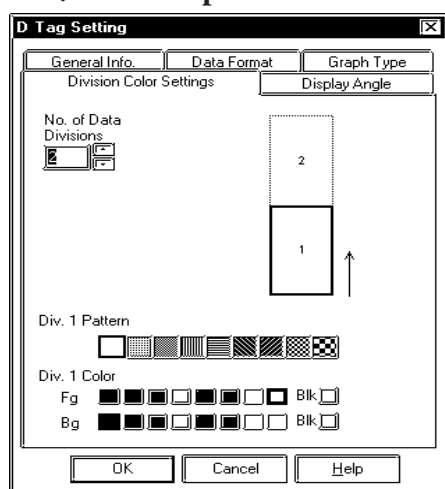 D Tag Setting
General Info. Data Format Graph Type
Division Color Settings Display Angle
No. of Data
Divisions
2
2
1
Div. 1 Pattern
Div. 1 Color
Fg Blk
Bg Blk
OK Cancel Help